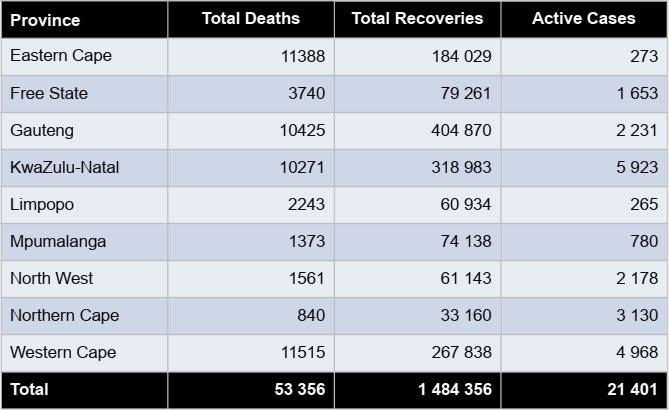 Province Total Deaths Total Recoveries Active Cases
Eastern Cape 11388 184 029 273
Free State 3740 79 261 1 653
Gauteng 10425 404 870 2 231
KwaZulu-Natal 10271 318 983 5 923
Limpopo 2243 60 934 265
Mpumalanga 1373 74 138 780
North West 1561 61 143 2 178
Northern Cape 840 33 160 3 130
Western Cape 11515 267 838 4 968
Total 53 356 1 484 356 21 401